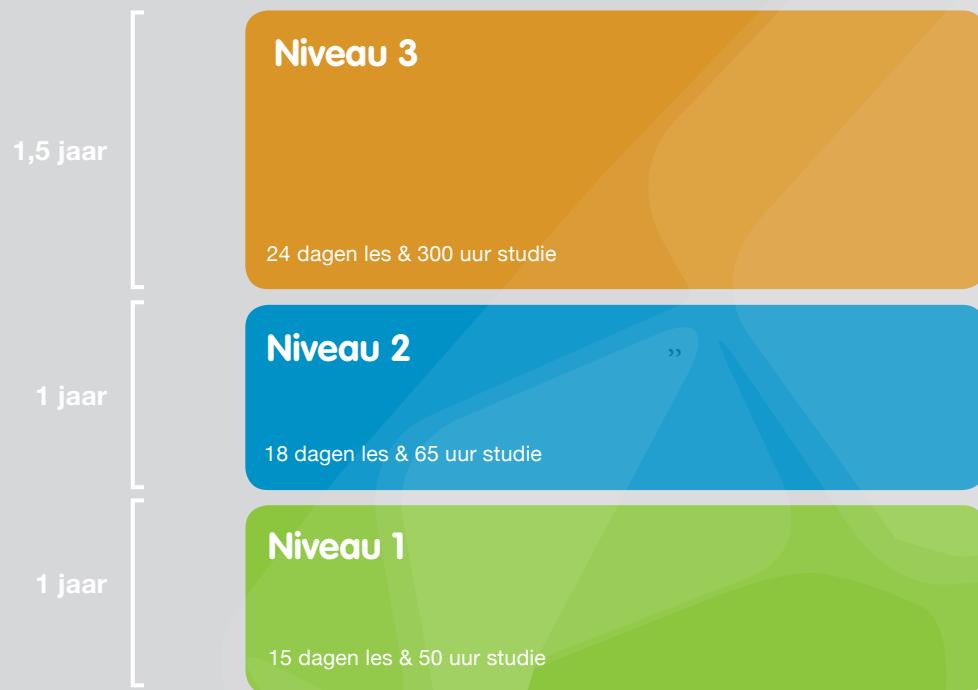 Niveau 3
1,5 jaar
24 dagen les & 300 uur studie
Niveau 2
››
1 jaar
18 dagen les & 65 uur studie
Niveau 1
1 jaar
15 dagen les & 50 uur studie